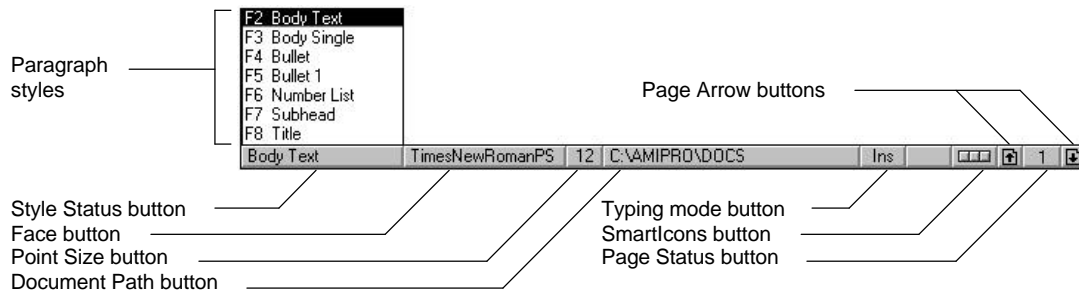 F2 Body Text
F3 Body Single
F4 Bullet
F5 Bullet 1
F6 Number List
F7 Subhead
F8 Title
Paragraph
styles
Page Arrow buttons
Body Text TimesNewRomanPS 12 C:\AMIPRO\DOCS Ins 1
Style Status button
Face button
Point Size button
Document Path button
Typing mode button
SmartIcons button
Page Status button